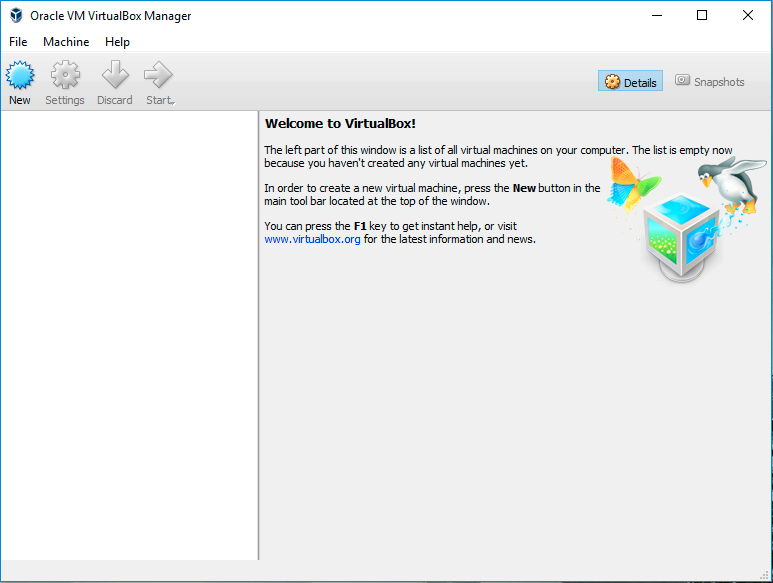 Oracle VM VirtualBox Manager
File Machine Help
New Settings Discard Start
Details Snapshots
Welcome to VirtualBox!
The left part of this window is a list of all virtual machines on your computer. The list is empty now
because you haven't created any virtual machines yet.
In order to create a new virtual machine, press the New button in the
main tool bar located at the top of the window.
You can press the F1 key to get instant help, or visit
www.virtualbox.org for the latest information and news.